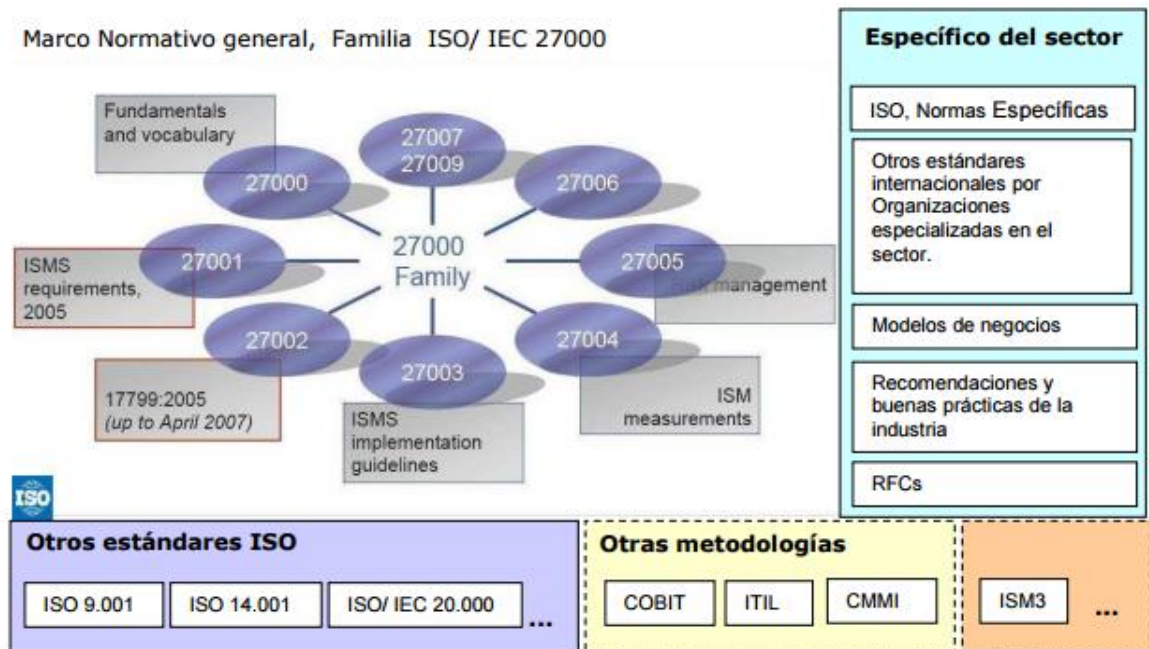 Marco Normativo general, Familia ISO/ IEC 27000
Fundamentals
and vocabulary
27007
27009
27000
27006
27001
27000
Family
27005
ISMS
requirements,
2005
Risk management
27002
27004
27003
17799:2005
(up to April 2007)
ISMS
implementation
guidelines
ISM
measurements
ISO
Específico del sector
ISO, Normas Específicas
Otros estándares
internacionales por
Organizaciones
especializadas en el
sector.
Modelos de negocios
Recomendaciones y
buenas prácticas de la
industria
RFCs
Otros estándares ISO
ISO 9.001
ISO 14.001
ISO/ IEC 20.000
...
Otras metodologías
COBIT
ITIL
CMMI
ISM3
...